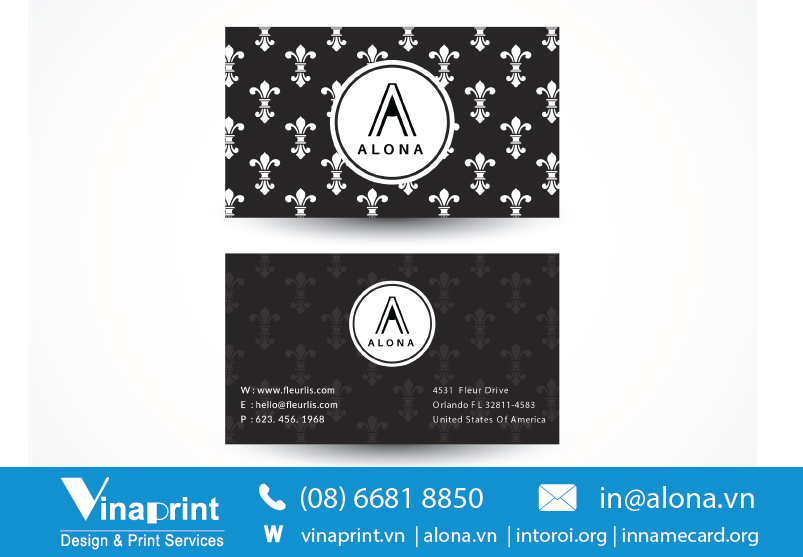 ALONA
ALONA
W : www.fleurlis.com
E : hello@fleurlis.com
P : 623. 456. 1968
4531 Fleur Drive
Orlando F L 32811-4583
United States Of America
Vinaprint
Design & Print Services
(08) 6681 8850
in@alona.vn
W vinaprint.vn | alona.vn | intoroi.org | innamecard.org